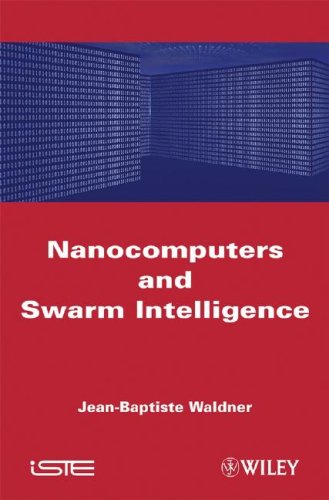 Nanocomputers
and
Swarm Intelligence
Jean-Baptiste Waldner
iSTE
WILEY